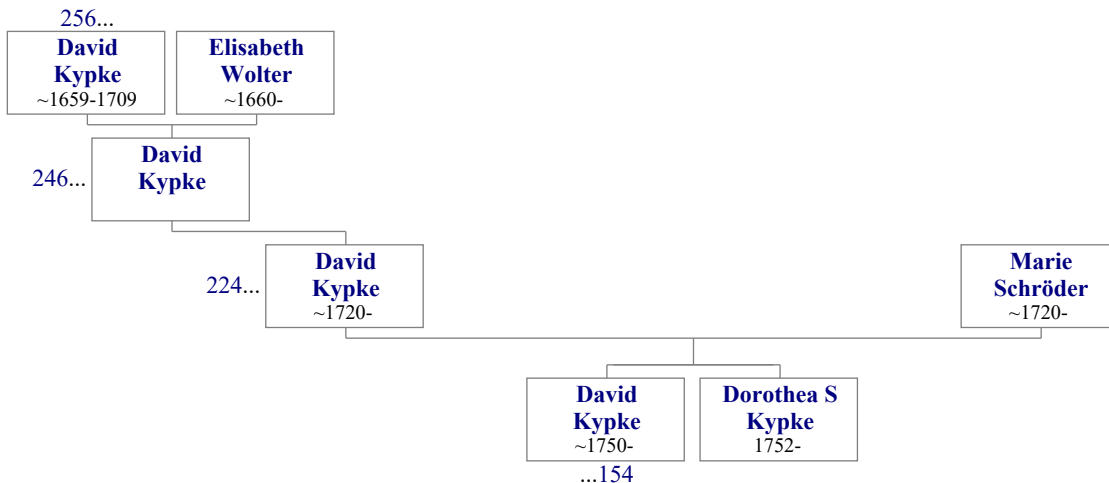 256...
David
Kypke
~1659-1709
Elisabeth
Wolter
~1660-
246...
David
Kypke
224...
David
Kypke
~1720-
Marie
Schröder
~1720-
David
Kypke
~1750-
Dorothea S
Kypke
1752-
...154